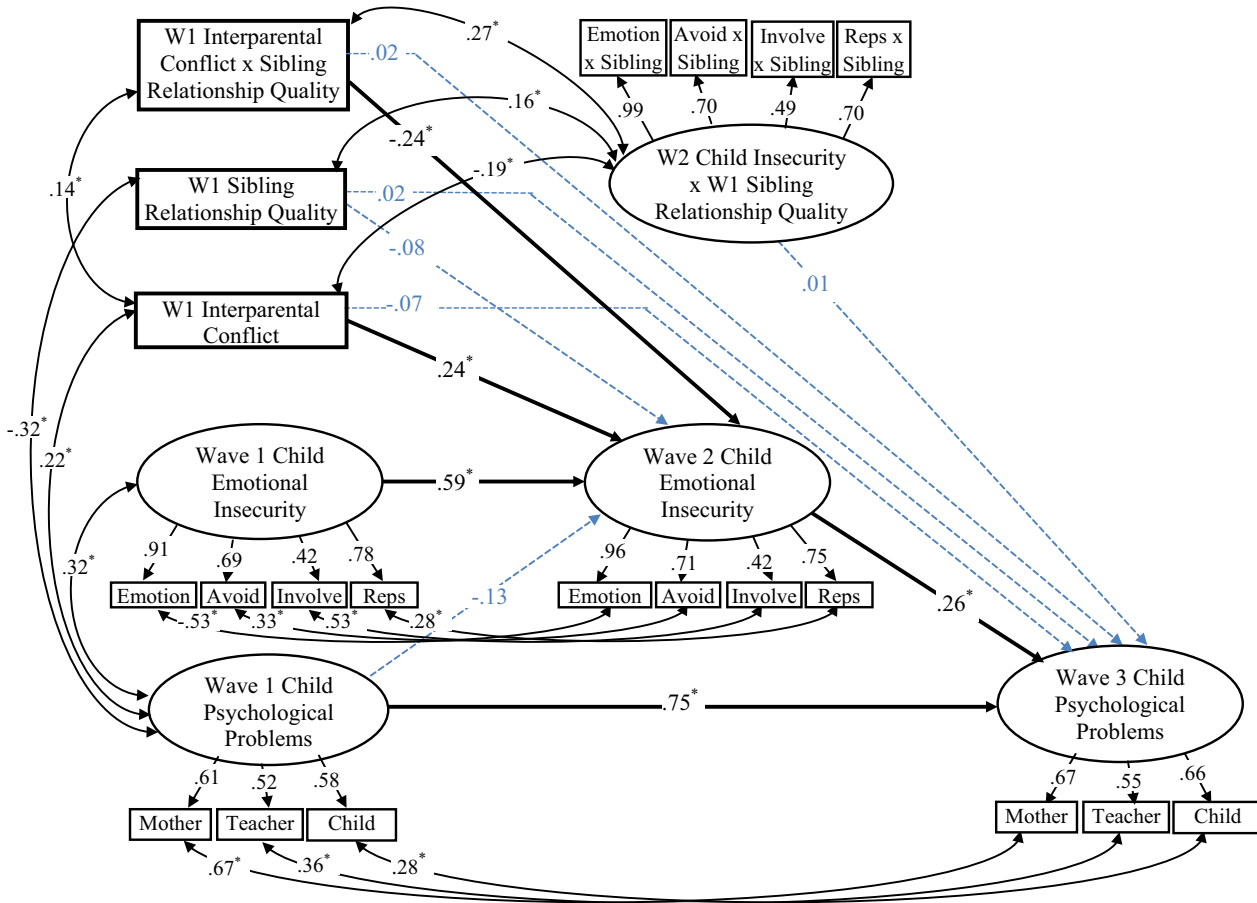 W1 Interparental
Conflict x Sibling
Relationship Quality
.02
.27*
Emotion
x Sibling
Avoid x
Sibling
Involve
x Sibling
Reps x
Sibling
.99
.70
.49
.70
.16*
-.24*
-.19*
W2 Child Insecurity
x W1 Sibling
Relationship Quality
.14*
W1 Sibling
Relationship Quality
.02
-.08
.01
W1 Interparental
Conflict
-.07
.24*
-.32*
.22*
.32*
Wave 1 Child
Emotional
Insecurity
.59*
Wave 2 Child
Emotional
Insecurity
.91
.69
.42
.78
.96
.71
.42
.75
Emotion
Avoid
Involve
Reps
Emotion
Avoid
Involve
Reps
-.53*
.33*
.53*
.28*
-.13
.26*
Wave 1 Child
Psychological
Problems
.75*
Wave 3 Child
Psychological
Problems
.61
.52
.58
.67
.55
.66
Mother
Teacher
Child
Mother
Teacher
Child
.67*
.36*
.28*